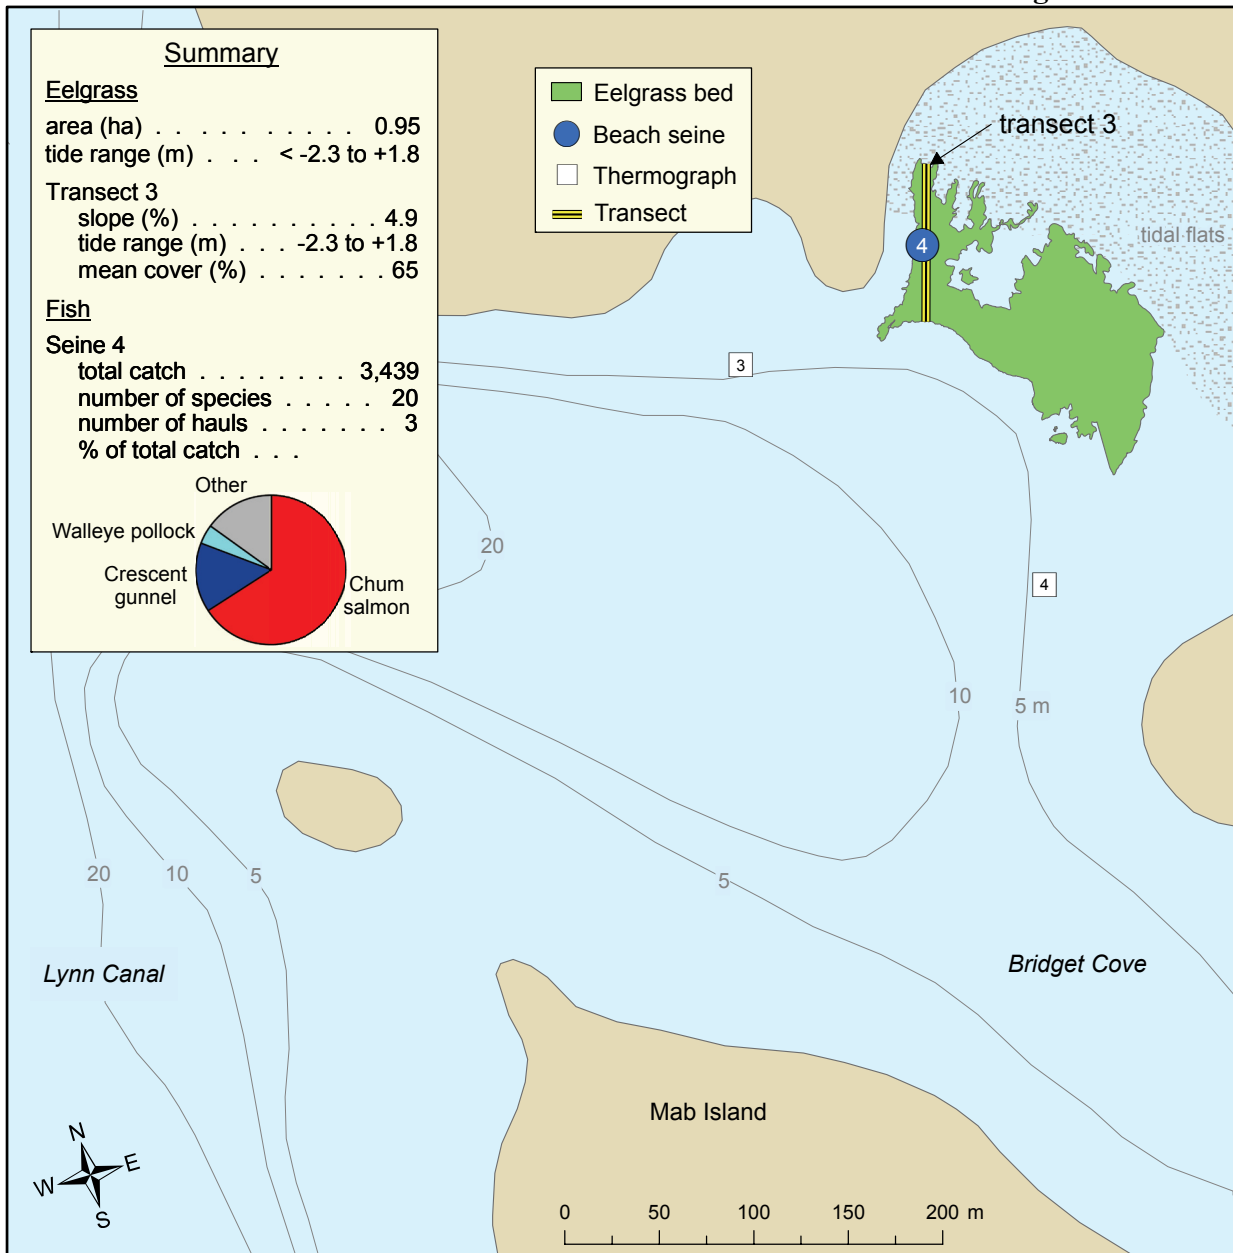 Summary
Eelgrass
area (ha) . . . . . . . . . . 0.95
tide range (m) . . . < -2.3 to +1.8
Transect 3
slope (%) . . . . . . . . . . 4.9
tide range (m) . . . -2.3 to +1.8
mean cover (%) . . . . . . . 65
Fish
Seine 4
total catch . . . . . . . . 3,439
number of species . . . . . 20
number of hauls . . . . . . . 3
% of total catch . . .
Other
Walleye pollock
Crescent
gunnel
Chum
salmon
Eelgrass bed
Beach seine
Thermograph
Transect
transect 3
tidal flats
4
3
20
4
10
5 m
20
10
5
5
Lynn Canal
Bridget Cove
Mab Island
N
E
W
S
0 50 100 150 200 m